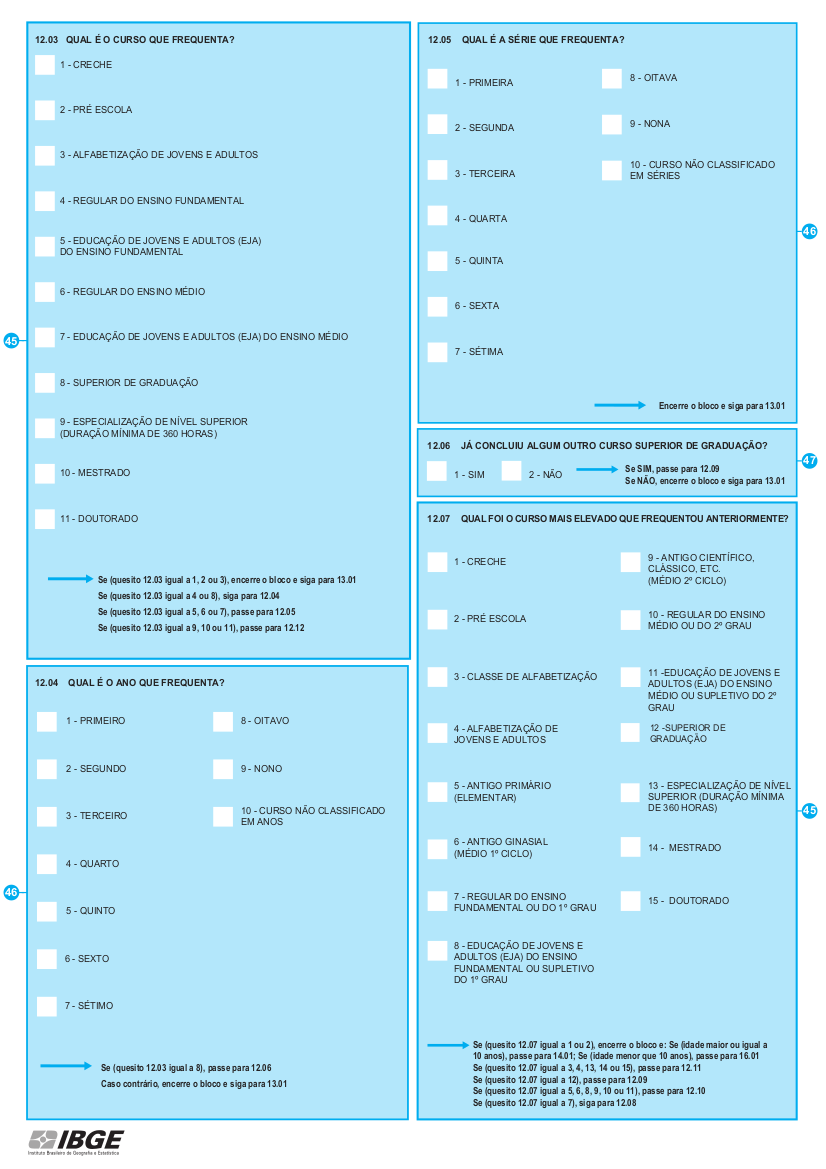 12.03 QUAL É O CURSO QUE FREQUENTA?
1 - CRECHE
2 - PRÉ ESCOLA
3 - ALFABETIZAÇÃO DE JOVENS E ADULTOS
4 - REGULAR DO ENSINO FUNDAMENTAL
5 - EDUCAÇÃO DE JOVENS E ADULTOS (EJA)
DO ENSINO FUNDAMENTAL
6 - REGULAR DO ENSINO MÉDIO
45
7 - EDUCAÇÃO DE JOVENS E ADULTOS (EJA) DO ENSINO MÉDIO
8 - SUPERIOR DE GRADUAÇÃO
9 - ESPECIALIZAÇÃO DE NÍVEL SUPERIOR
(DURAÇÃO MÍNIMA DE 360 HORAS)
10 - MESTRADO
11 - DOUTORADO
Se (quesito 12.03 igual a 1, 2 ou 3), encerre o bloco e siga para 13.01
Se (quesito 12.03 igual a 4 ou 8), siga para 12.04
Se (quesito 12.03 igual a 5, 6 ou 7), passe para 12.05
Se (quesito 12.03 igual a 9, 10 ou 11), passe para 12.12
12.04 QUAL É O ANO QUE FREQUENTA?
1 - PRIMEIRO
2 - SEGUNDO
3 - TERCEIRO
4 - QUARTO
46
5 - QUINTO
6 - SEXTO
7 - SÉTIMO
8 - OITAVO
9 - NONO
10 - CURSO NÃO CLASSIFICADO
EM ANOS
Se (quesito 12.03 igual a 8), passe para 12.06
Caso contrário, encerre o bloco e siga para 13.01
12.05 QUAL É A SÉRIE QUE FREQUENTA?
1 - PRIMEIRA
2 - SEGUNDA
3 - TERCEIRA
4 - QUARTA
5 - QUINTA
6 - SEXTA
7 - SÉTIMA
8 - OITAVA
9 - NONA
10 - CURSO NÃO CLASSIFICADO
EM SÉRIES
46
Encerre o bloco e siga para 13.01
12.06 JÁ CONCLUIU ALGUM OUTRO CURSO SUPERIOR DE GRADUAÇÃO?
1 - SIM
2 - NÃO
Se SIM, passe para 12.09
Se NÃO, encerre o bloco e siga para 13.01
47
12.07 QUAL FOI O CURSO MAIS ELEVADO QUE FREQUENTOU ANTERIORMENTE?
1 - CRECHE
2 - PRÉ ESCOLA
3 - CLASSE DE ALFABETIZAÇÃO
4 - ALFABETIZAÇÃO DE
JOVENS E ADULTOS
5 - ANTIGO PRIMÁRIO
(ELEMENTAR)
6 - ANTIGO GINASIAL
(MÉDIO 1º CICLO)
7 - REGULAR DO ENSINO
FUNDAMENTAL OU DO 1º GRAU
8 - EDUCAÇÃO DE JOVENS E
ADULTOS (EJA) DO ENSINO
FUNDAMENTAL OU SUPLETIVO
DO 1º GRAU
9 - ANTIGO CIENTÍFICO,
CLÁSSICO, ETC.
(MÉDIO 2º CICLO)
10 - REGULAR DO ENSINO
MÉDIO OU DO 2º GRAU
11 -EDUCAÇÃO DE JOVENS E
ADULTOS (EJA) DO ENSINO
MÉDIO OU SUPLETIVO DO 2º
GRAU
12 -SUPERIOR DE
GRADUAÇÃO
13 - ESPECIALIZAÇÃO DE NÍVEL
SUPERIOR (DURAÇÃO MÍNIMA
DE 360 HORAS)
45
14 - MESTRADO
15 - DOUTORADO
Se (quesito 12.07 igual a 1 ou 2), encerre o bloco e: Se (idade maior ou igual a
10 anos), passe para 14.01; Se (idade menor que 10 anos), passe para 16.01
Se (quesito 12.07 igual a 3, 4, 13, 14 ou 15), passe para 12.11
Se (quesito 12.07 igual a 12), passe para 12.09
Se (quesito 12.07 igual a 5, 6, 8, 9, 10 ou 11), passe para 12.10
Se (quesito 12.07 igual a 7), siga para 12.08
IBGE
Instituto Brasileiro de Geografia e Estatística